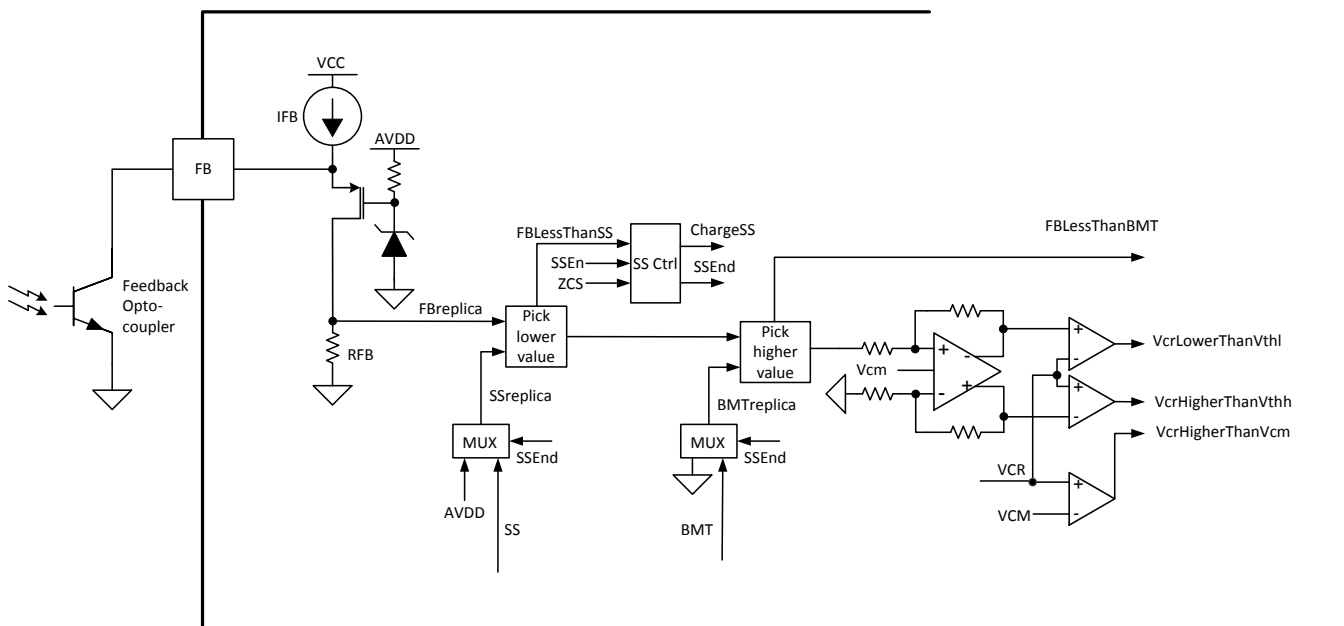 VCC
IFB
AVDD
FB
Feedback
Opto-
coupler
FBreplica
RFB
FBLessThanSS
SSEn
ZCS
SS Ctrl
ChargeSS
SSEnd
Pick
lower
value
SSreplica
MUX
SSEnd
AVDD
SS
FBLessThanBMT
Pick
higher
value
BMTreplica
MUX
SSEnd
BMT
Vcm
+
-
-
+
+
-
VcrLowerThanVthl
+
-
VcrHigherThanVthh
VcrHigherThanVcm
VCR
+
VCM
-